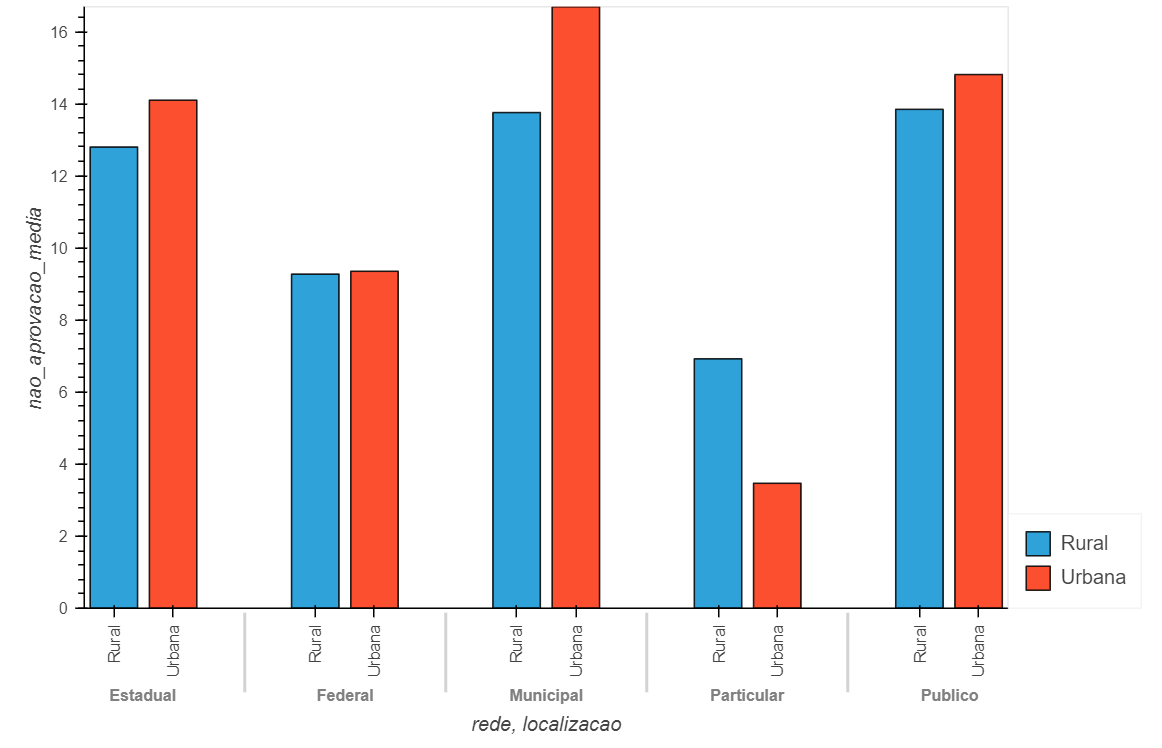 nao_aprovacao_media
16
14
12
10
8
6
4
2
0
Rural
Urbana
Rural Urbana Rural Urbana Rural Urbana Rural Urbana Rural Urbana
Estadual Federal Municipal Particular Publico
rede, localizacao